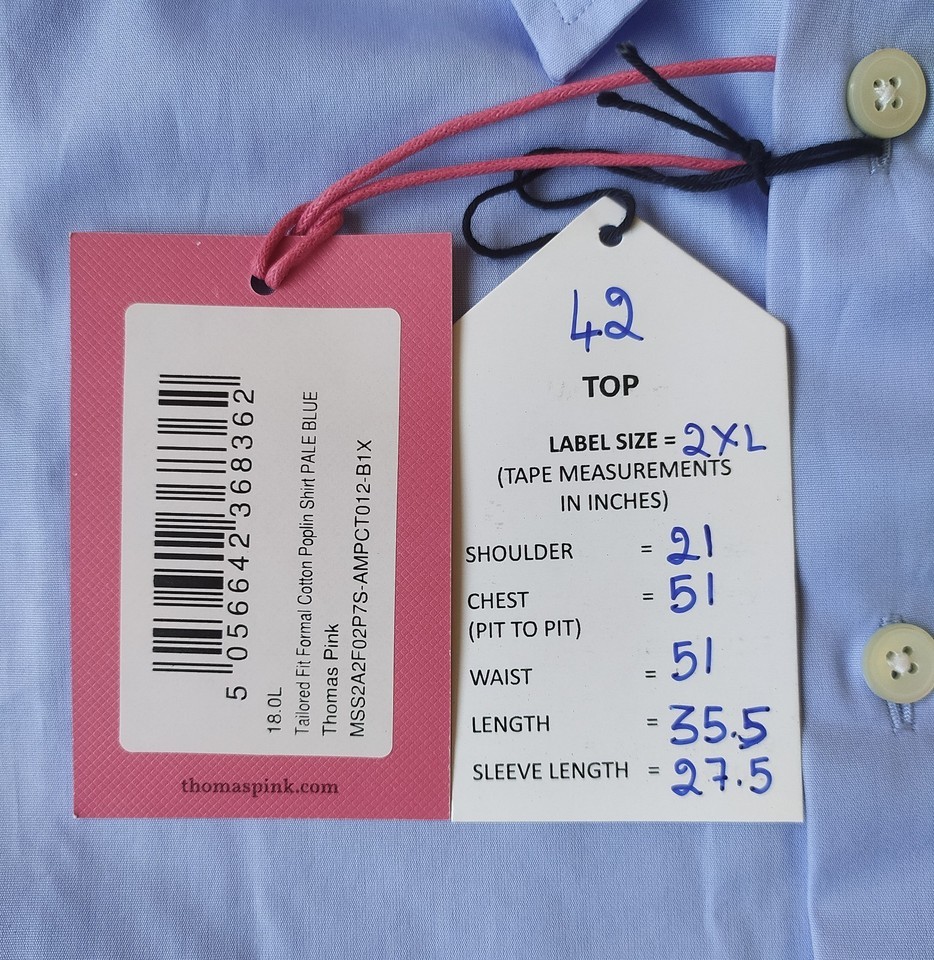 5 056642 368362
18.0L
Tailored Fit Formal Cotton Poplin Shirt PALE BLUE
Thomas Pink
MSS2A2F02P7S-AMPCT012-B1X
thomaspink.com
42
TOP
LABEL SIZE = 2XL
(TAPE MEASUREMENTS
IN INCHES)
SHOULDER = 21
CHEST = 51
(PIT TO PIT)
WAIST = 51
LENGTH = 35.5
SLEEVE LENGTH = 27.5